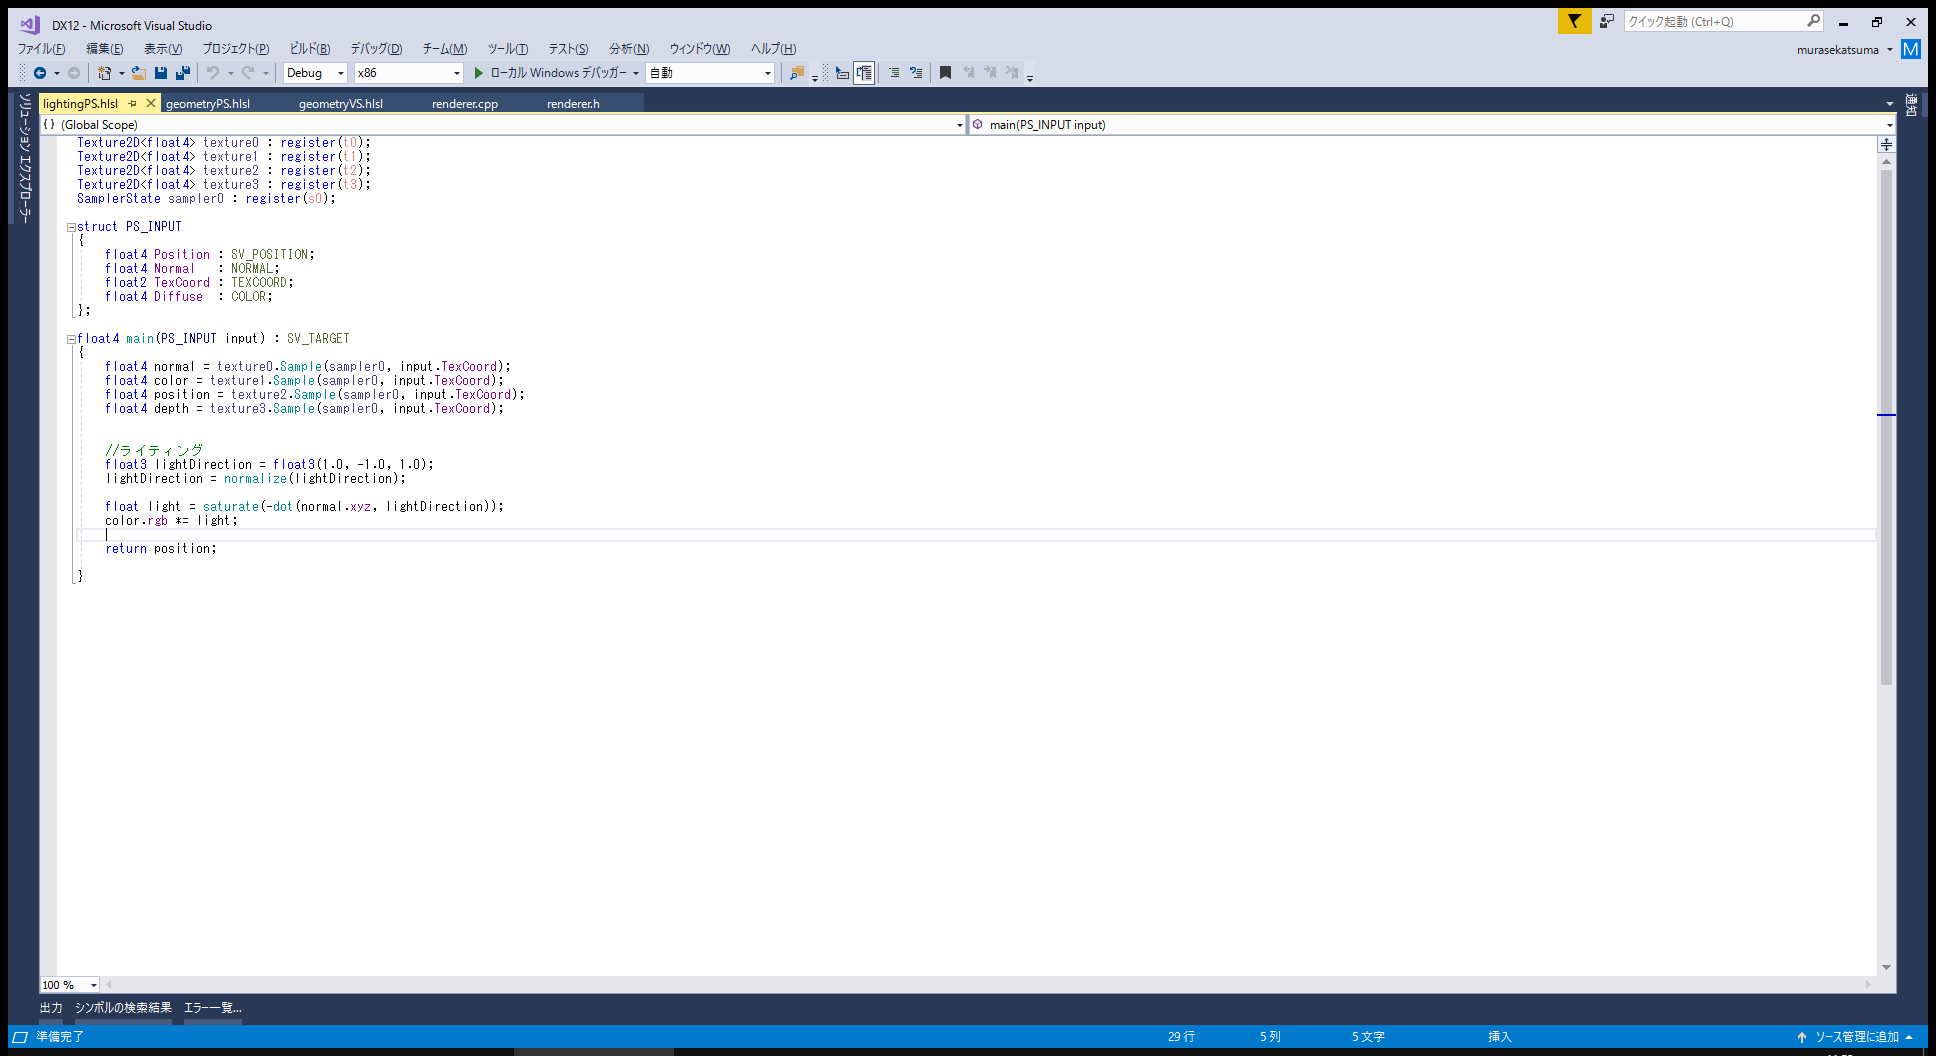 DX12 - Microsoft Visual Studio
クイック起動 (Ctrl+Q)
ファイル(F) 編集(E) 表示(V) プロジェクト(P) ビルド(B) デバッグ(D) チーム(M) ツール(T) テスト(S) 分析(N) ウィンドウ(W) ヘルプ(H)
murasekatsuma M
Debug x86 ローカル Windows デバッガー 自動
ソリューション エクスプローラー
lightingPS.hlsl geometryPS.hlsl geometryVS.hlsl renderer.cpp renderer.h
通知
{} (Global Scope) main(PS_INPUT input)
Texture2D<float4> texture0 : register(t0);
Texture2D<float4> texture1 : register(t1);
Texture2D<float4> texture2 : register(t2);
Texture2D<float4> texture3 : register(t3);
SamplerState sampler0 : register(s0);
struct PS_INPUT
{
float4 Position : SV_POSITION;
float4 Normal   : NORMAL;
float2 TexCoord : TEXCOORD;
float4 Diffuse  : COLOR;
};
float4 main(PS_INPUT input) : SV_TARGET
{
float4 normal = texture0.Sample(sampler0, input.TexCoord);
float4 color = texture1.Sample(sampler0, input.TexCoord);
float4 position = texture2.Sample(sampler0, input.TexCoord);
float4 depth = texture3.Sample(sampler0, input.TexCoord);
//ライティング
float3 lightDirection = float3(1.0, -1.0, 1.0);
lightDirection = normalize(lightDirection);
float light = saturate(-dot(normal.xyz, lightDirection));
color.rgb *= light;
return position;
}
100 %
出力 シンボルの検索結果 エラー一覧...
準備完了 29 行 5 列 5 文字 挿入 ソース管理に追加